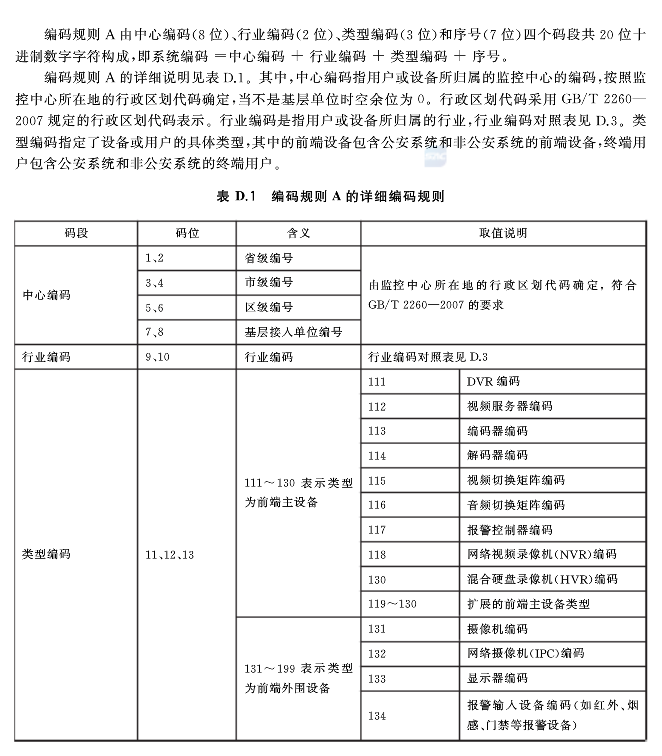 编码规则 A 由中心编码(8 位)、行业编码(2 位)、类型编码(3 位)和序号(7 位)四个码段共 20 位十
进制数字字符构成,即系统编码 =中心编码 + 行业编码 + 类型编码 + 序号。
编码规则 A 的详细说明见表 D.1。其中,中心编码指用户或设备所归属的监控中心的编码,按照监
控中心所在地的行政区划代码确定,当不是基层单位时空余位为 0。行政区划代码采用 GB/T 2260—
2007 规定的行政区划代码表示。行业编码是指用户或设备所归属的行业,行业编码对照表见 D.3。类
型编码指定了设备或用户的具体类型,其中的前端设备包含公安系统和非公安系统的前端设备,终端用
户包含公安系统和非公安系统的终端用户。
表 D.1 编码规则 A 的详细编码规则
码段 码位 含义 取值说明
中心编码
1、2 省级编号
3、4 市级编号
5、6 区级编号
7、8 基层接入单位编号
由监控中心所在地的行政区划代码确定,符合
GB/T 2260—2007 的要求
行业编码 9、10 行业编码 行业编码对照表见 D.3
类型编码 11、12、13
111～130 表示类型
为前端主设备
111 DVR 编码
112 视频服务器编码
113 编码器编码
114 解码器编码
115 视频切换矩阵编码
116 音频切换矩阵编码
117 报警控制器编码
118 网络视频录像机(NVR)编码
130 混合硬盘录像机(HVR)编码
119～130 扩展的前端主设备类型
131～199 表示类型
为前端外围设备
131 摄像机编码
132 网络摄像机(IPC)编码
133 显示器编码
134 报警输入设备编码(如红外、烟
感、门禁等报警设备)